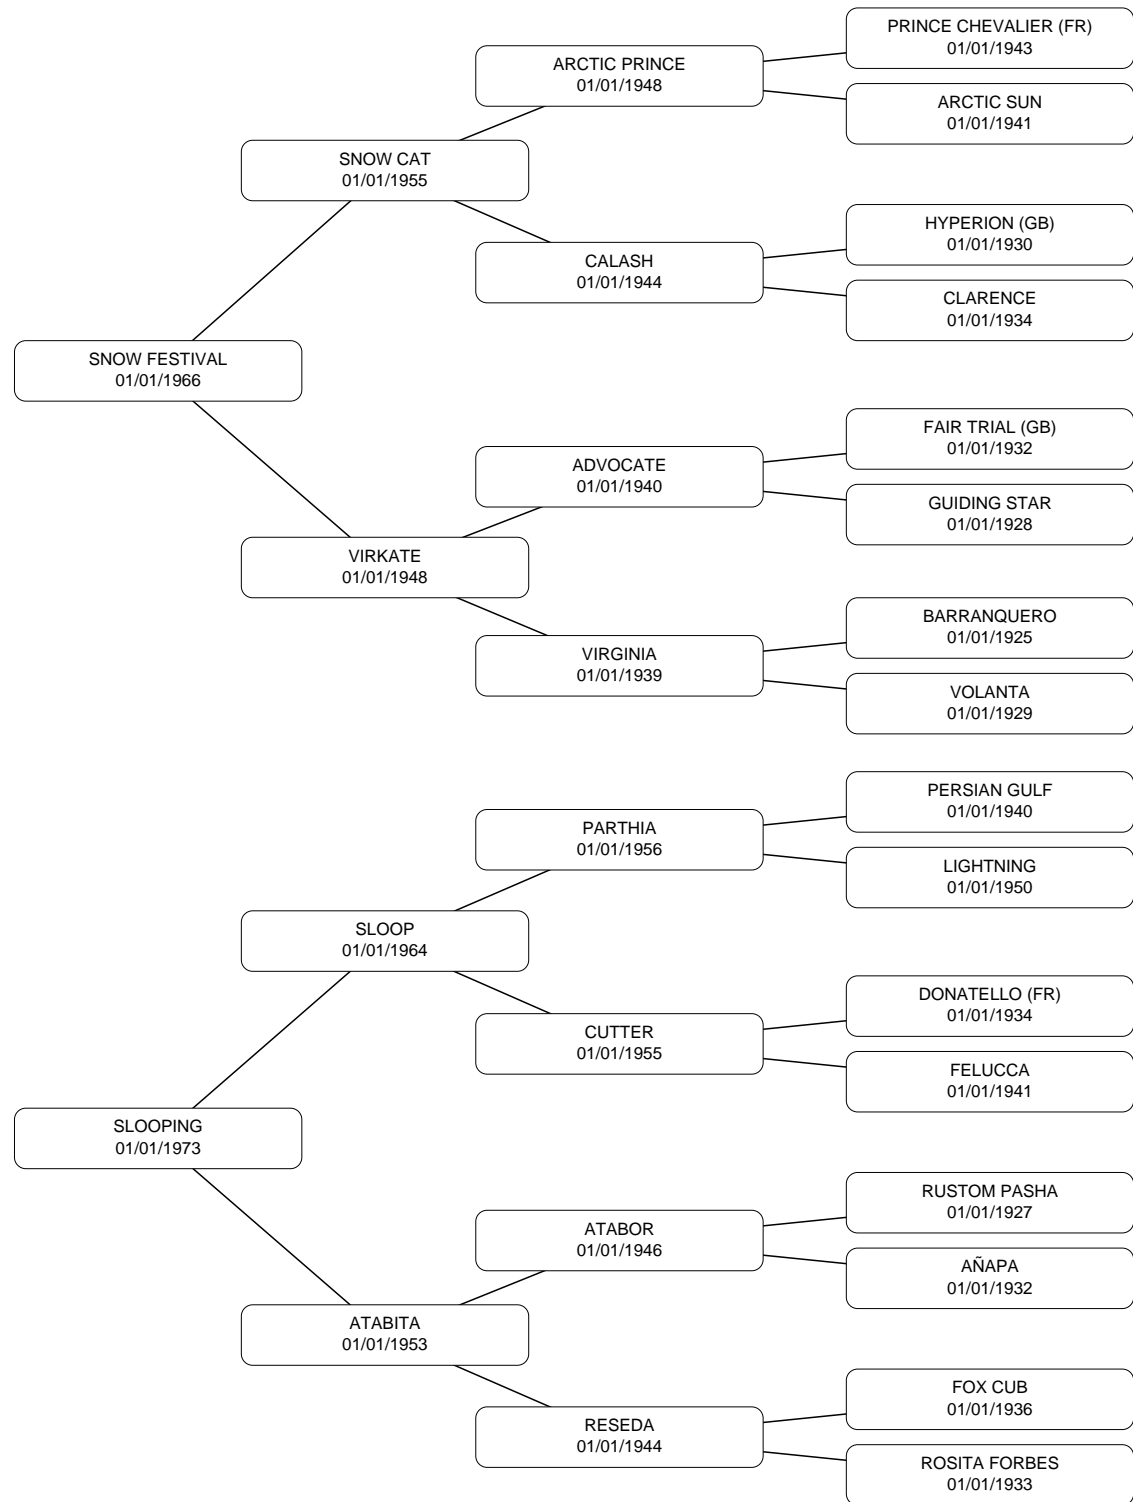 PRINCE CHEVALIER (FR)
01/01/1943
ARCTIC PRINCE
01/01/1948
ARCTIC SUN
01/01/1941
SNOW CAT
01/01/1955
HYPERION (GB)
01/01/1930
CALASH
01/01/1944
CLARENCE
01/01/1934
SNOW FESTIVAL
01/01/1966
FAIR TRIAL (GB)
01/01/1932
ADVOCATE
01/01/1940
GUIDING STAR
01/01/1928
VIRKATE
01/01/1948
BARRANQUERO
01/01/1925
VIRGINIA
01/01/1939
VOLANTA
01/01/1929
PERSIAN GULF
01/01/1940
PARTHIA
01/01/1956
LIGHTNING
01/01/1950
SLOOP
01/01/1964
DONATELLO (FR)
01/01/1934
CUTTER
01/01/1955
FELUCCA
01/01/1941
SLOOPING
01/01/1973
RUSTOM PASHA
01/01/1927
ATABOR
01/01/1946
AÑAPA
01/01/1932
ATABITA
01/01/1953
FOX CUB
01/01/1936
RESEDA
01/01/1944
ROSITA FORBES
01/01/1933